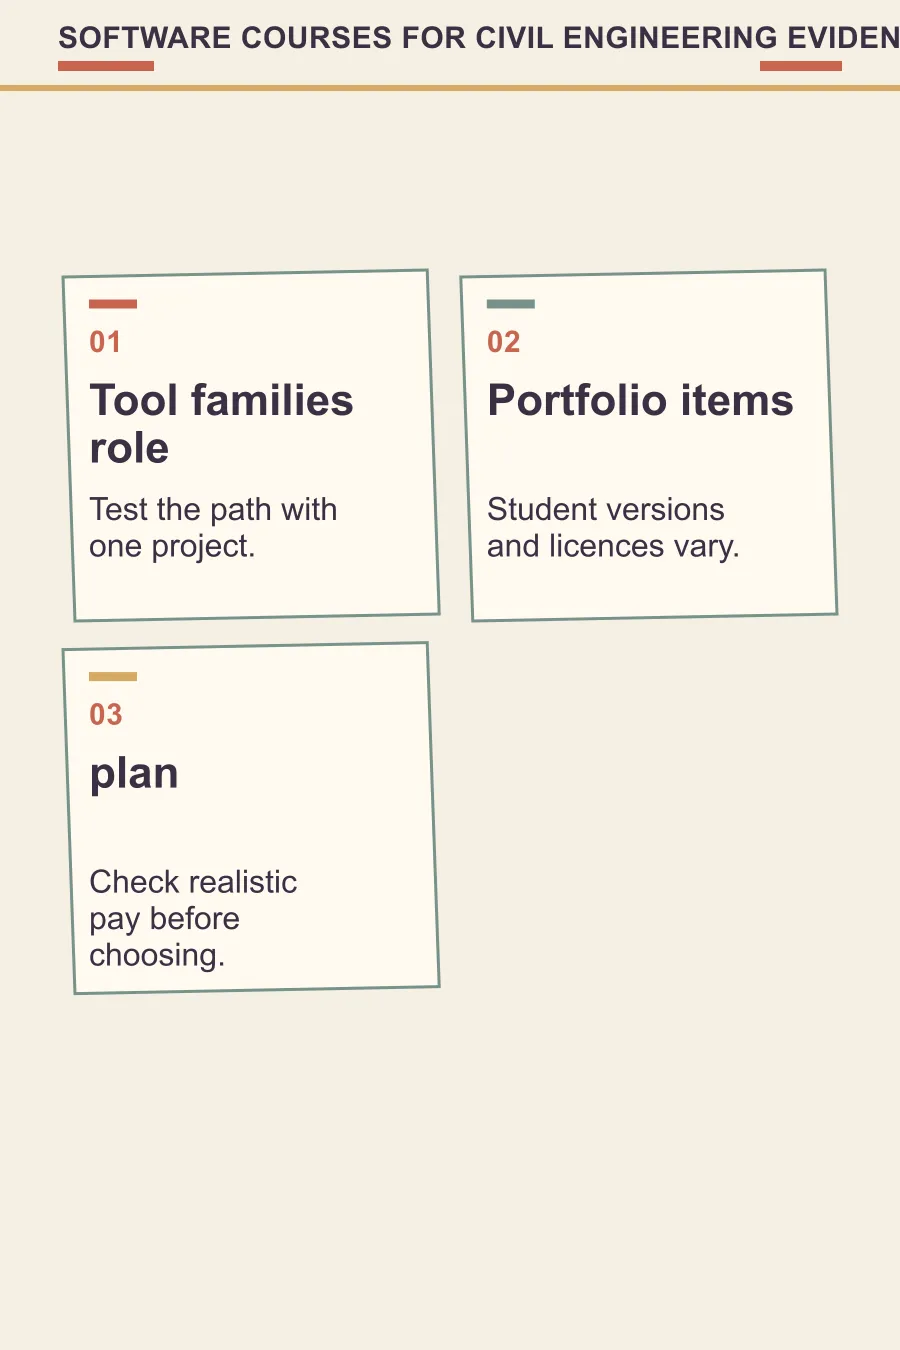 SOFTWARE COURSES FOR CIVIL ENGINEERING EVIDEN
01
Tool families
role
Test the path with
one project.
02
Portfolio items
Student versions
and licences vary.
03
plan
Check realistic
pay before
choosing.